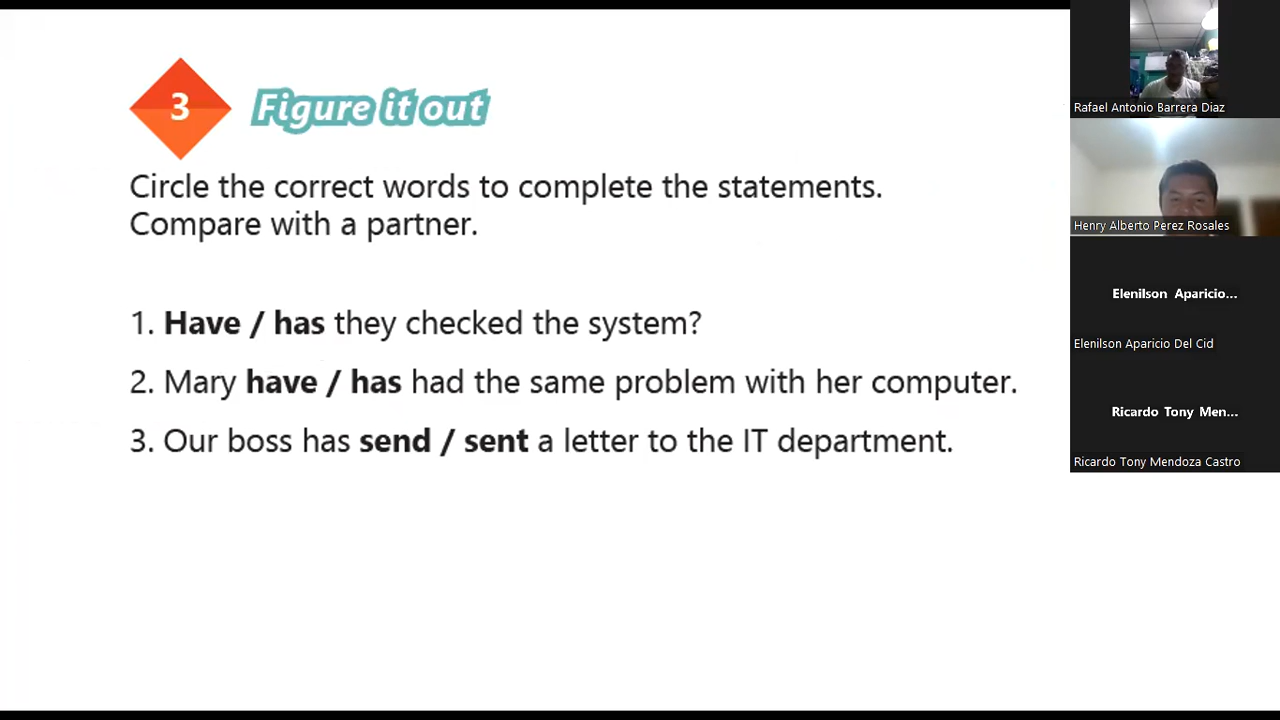 3
Figure it out
Circle the correct words to complete the statements.
Compare with a partner.
1. Have / has they checked the system?
2. Mary have / has had the same problem with her computer.
3. Our boss has send / sent a letter to the IT department.
Rafael Antonio Barrera Diaz
Henry Alberto Perez Rosales
Elenilson Aparicio...
Elenilson Aparicio Del Cid
Ricardo Tony Men...
Ricardo Tony Mendoza Castro